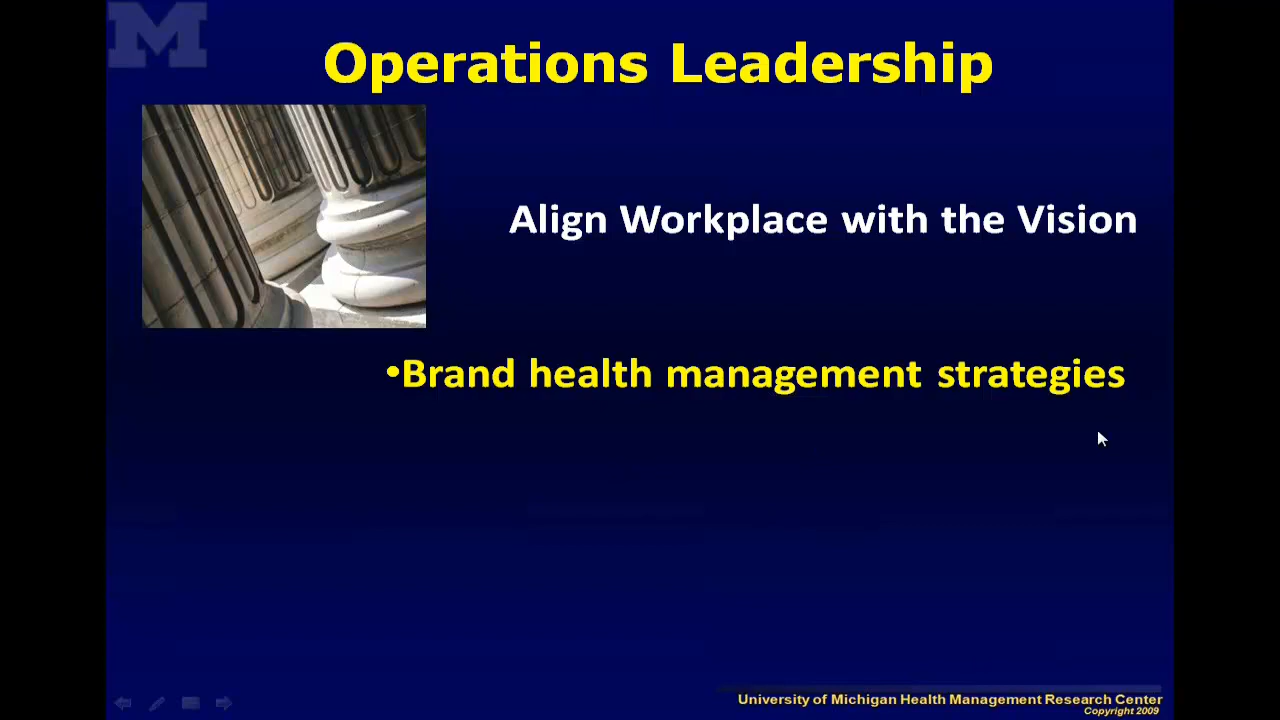 M
Operations Leadership
Align Workplace with the Vision
•Brand health management strategies
University of Michigan Health Management Research Center
Copyright 2009